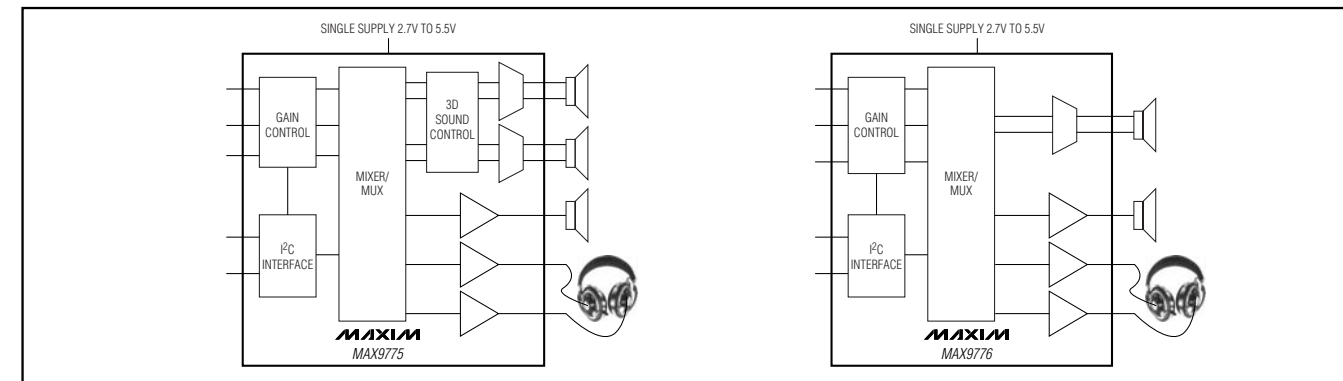 SINGLE SUPPLY 2.7V TO 5.5V
GAIN
CONTROL
I²C
INTERFACE
MIXER/
MUX
3D
SOUND
CONTROL
MAXIM
MAX9775
SINGLE SUPPLY 2.7V TO 5.5V
GAIN
CONTROL
I²C
INTERFACE
MIXER/
MUX
MAXIM
MAX9776